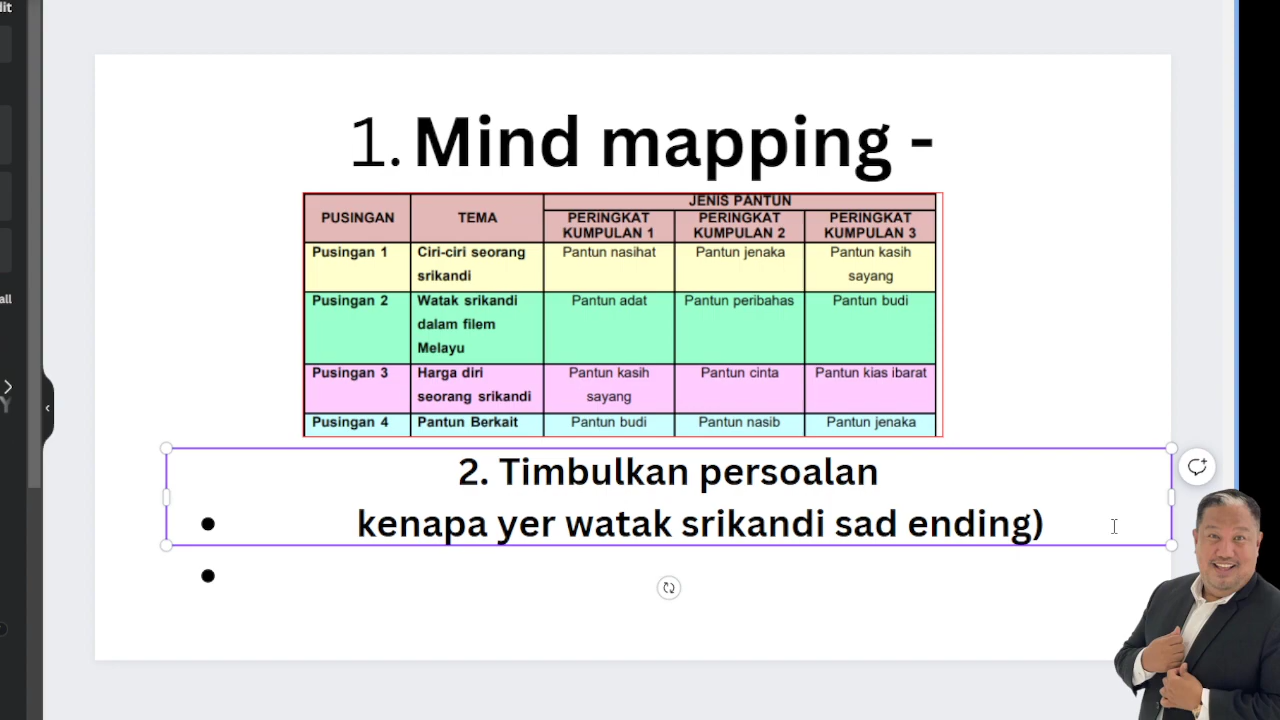 dit
all
1. Mind mapping -
PUSINGAN
TEMA
JENIS PANTUN
PERINGKAT KUMPULAN 1
PERINGKAT KUMPULAN 2
PERINGKAT KUMPULAN 3
Pusingan 1
Ciri-ciri seorang
srikandi
Pantun nasihat
Pantun jenaka
Pantun kasih
sayang
Pusingan 2
Watak srikandi
dalam filem
Melayu
Pantun adat
Pantun peribahas
Pantun budi
Pusingan 3
Harga diri
seorang srikandi
Pantun kasih
sayang
Pantun cinta
Pantun kias ibarat
Pusingan 4
Pantun Berkait
Pantun budi
Pantun nasib
Pantun jenaka
2. Timbulkan persoalan
• kenapa yer watak srikandi sad ending)
•